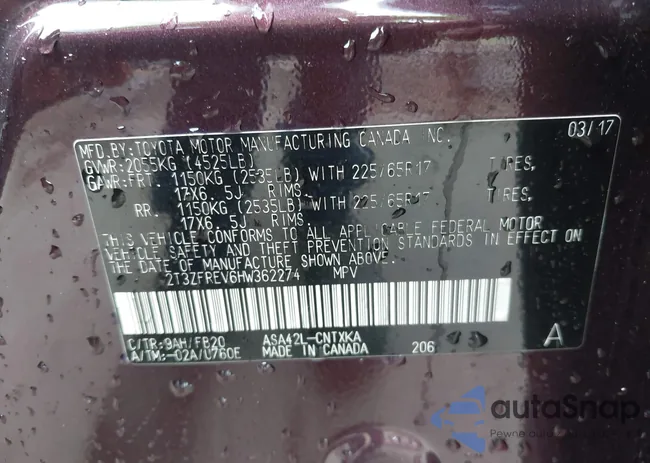 MFD.BY:TOYOTA MOTOR MANUFACTURING CANADA INC. 03/17
GVWR:2055KG (4525LB)
GAWR:FRT. 1150KG (2535LB) WITH 225/65R17 TIRES,
17X6.5J RIMS.
RR. 1150KG (2535LB) WITH 225/65R17 TIRES,
17X6.5J RIMS.
THIS VEHICLE CONFORMS TO ALL APPLICABLE FEDERAL MOTOR
VEHICLE SAFETY AND THEFT PREVENTION STANDARDS IN EFFECT ON
THE DATE OF MANUFACTURE SHOWN ABOVE.
2T3ZFREV6HW362274 MPV
C/TR:9AH/FB20 ASA42L-CNTXKA A
A/TM:-02A/U760E MADE IN CANADA 206
autoSnap